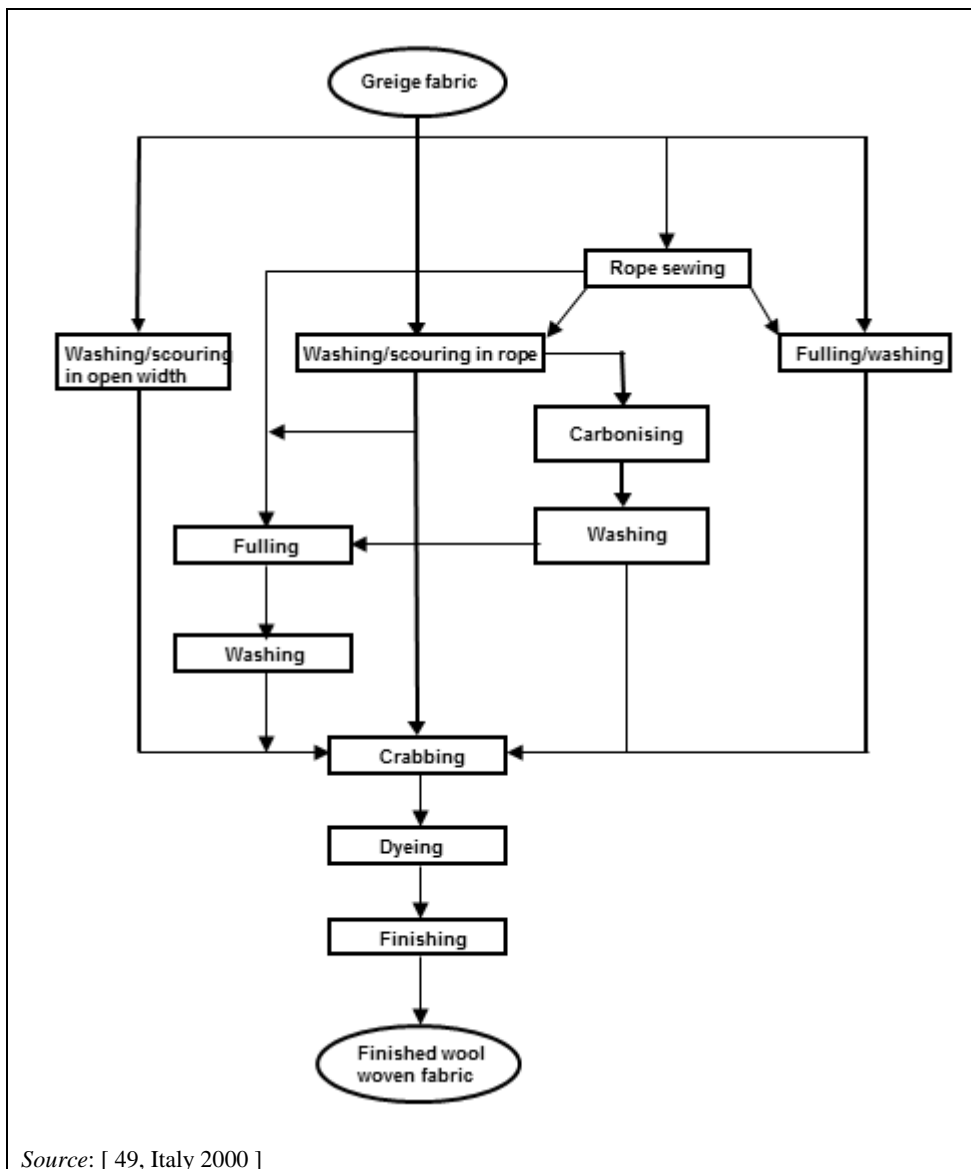 Greige fabric
Rope sewing
Washing/scouring
in open width
Washing/scouring in rope
Fulling/washing
Carbonising
Washing
Fulling
Washing
Crabbing
Dyeing
Finishing
Finished wool
woven fabric
Source: [ 49, Italy 2000 ]